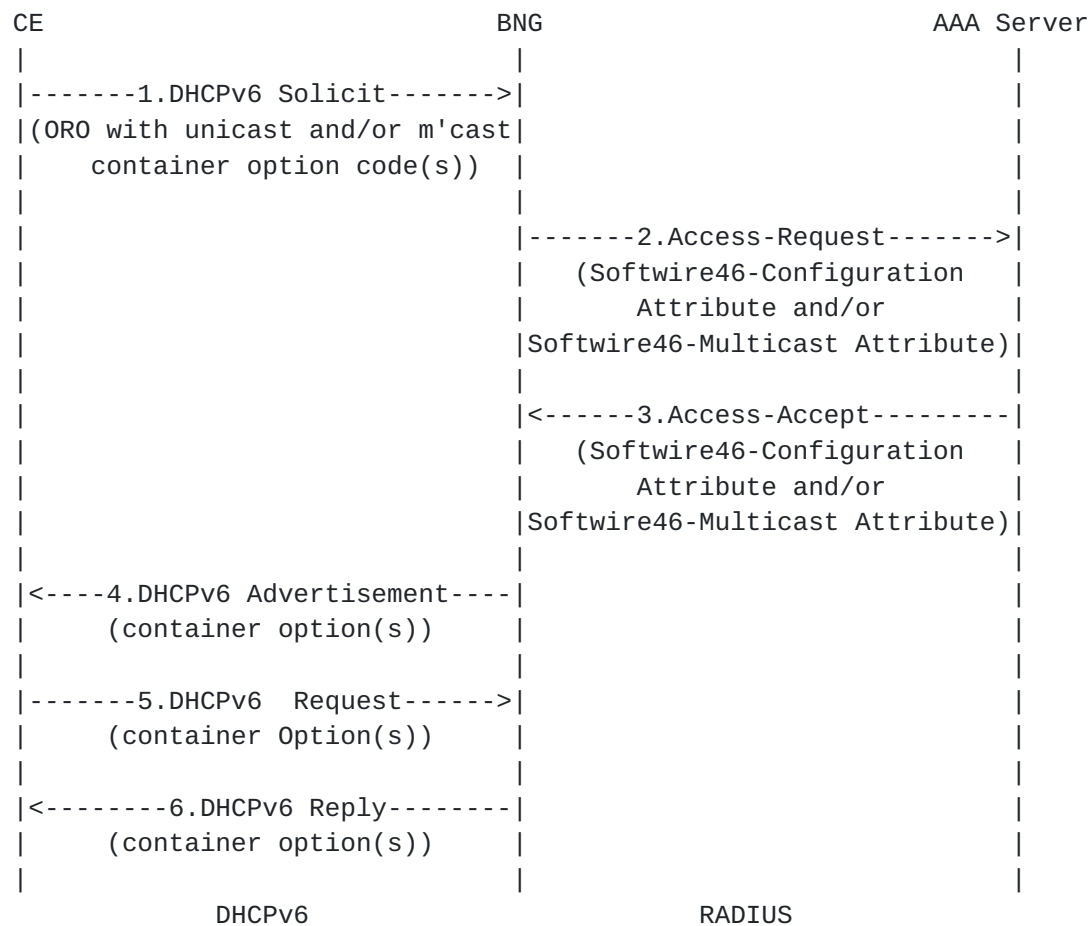 CE                             BNG                         AAA Server
|                               |                               |
|-------1.DHCPv6 Solicit------->|                               |
|(ORO with unicast and/or m'cast|                               |
|    container option code(s))  |                               |
|                               |                               |
|                               |-------2.Access-Request------->|
|                               |   (Softwire46-Configuration   |
|                               |       Attribute and/or        |
|                               |Softwire46-Multicast Attribute)|
|                               |                               |
|                               |<------3.Access-Accept---------|
|                               |   (Softwire46-Configuration   |
|                               |       Attribute and/or        |
|                               |Softwire46-Multicast Attribute)|
|                               |                               |
|<----4.DHCPv6 Advertisement----|                               |
|     (container option(s))     |                               |
|                               |                               |
|-------5.DHCPv6  Request------>|                               |
|     (container Option(s))     |                               |
|                               |                               |
|<--------6.DHCPv6 Reply--------|                               |
|     (container option(s))     |                               |
|                               |                               |
            DHCPv6                         RADIUS